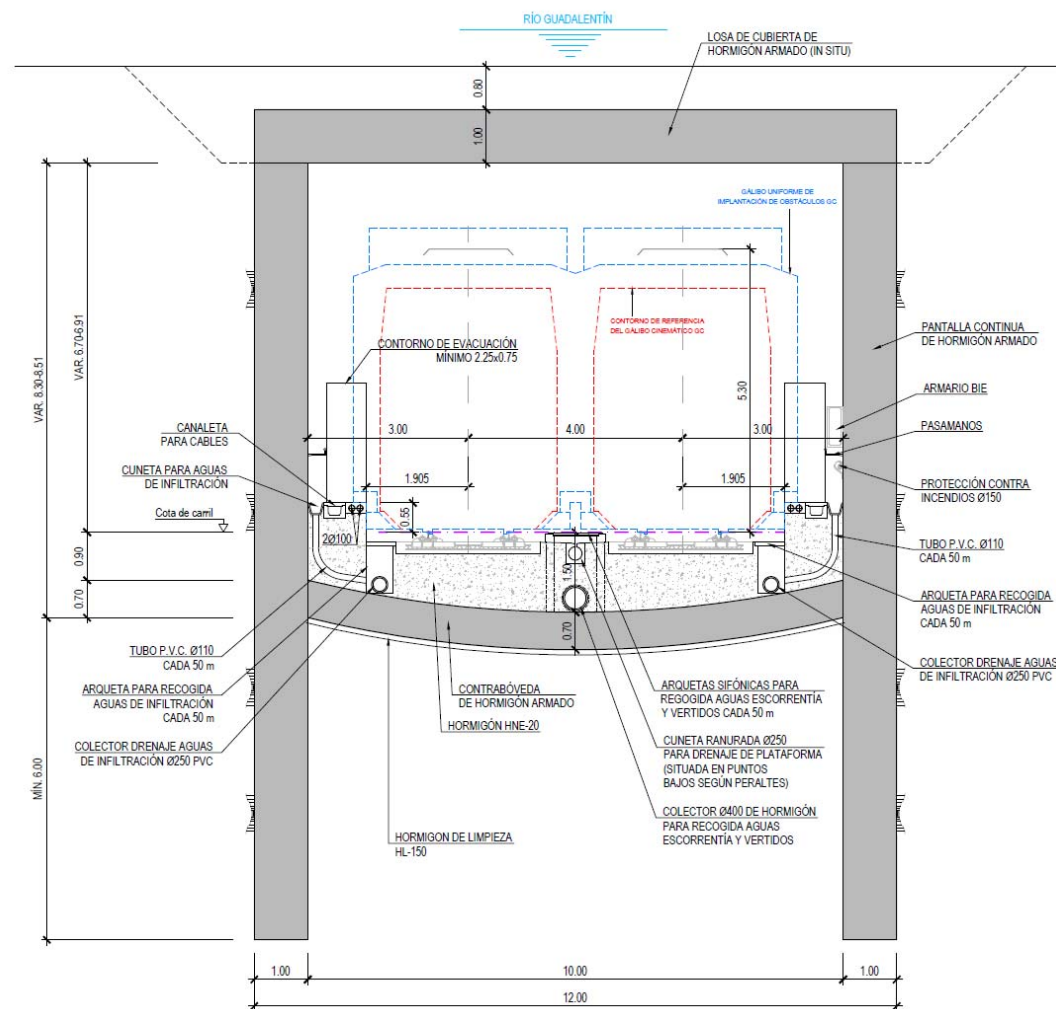 RÍO GUADALENTÍN
LOSA DE CUBIERTA DE
HORMIGÓN ARMADO (IN SITU)
0.80
1.00
GÁLIBO UNIFORME DE
IMPLANTACIÓN DE OBSTÁCULOS GC
CONTORNO DE REFERENCIA
DEL GÁLIBO CINEMÁTICO GC
PANTALLA CONTINUA
DE HORMIGÓN ARMADO
CONTORNO DE EVACUACIÓN
MÍNIMO 2.25x0.75
VAR. 8.30-8.51
VAR. 6.70-6.91
5.30
ARMARIO BIE
PASAMANOS
CANALETA
PARA CABLES
3.00
4.00
3.00
CUNETA PARA AGUAS
DE INFILTRACIÓN
1.905
1.905
PROTECCIÓN CONTRA
INCENDIOS Ø150
Cota de carril
2Ø100
0.55
TUBO P.V.C. Ø110
CADA 50 m
0.90
1.50
0.70
0.70
ARQUETA PARA RECOGIDA
AGUAS DE INFILTRACIÓN
CADA 50 m
TUBO P.V.C. Ø110
CADA 50 m
COLECTOR DRENAJE AGUAS
DE INFILTRACIÓN Ø250 PVC
ARQUETA PARA RECOGIDA
AGUAS DE INFILTRACIÓN
CADA 50 m
CONTRABÓVEDA
DE HORMIGÓN ARMADO
ARQUETAS SIFÓNICAS PARA
REGOGIDA AGUAS ESCORRENTÍA
Y VERTIDOS CADA 50 m
HORMIGÓN HNE-20
COLECTOR DRENAJE AGUAS
DE INFILTRACIÓN Ø250 PVC
CUNETA RANURADA Ø250
PARA DRENAJE DE PLATAFORMA
(SITUADA EN PUNTOS
BAJOS SEGÚN PERALTES)
MÍN. 6.00
COLECTOR Ø400 DE HORMIGÓN
PARA RECOGIDA AGUAS
ESCORRENTÍA Y VERTIDOS
HORMIGON DE LIMPIEZA
HL-150
1.00
10.00
1.00
12.00